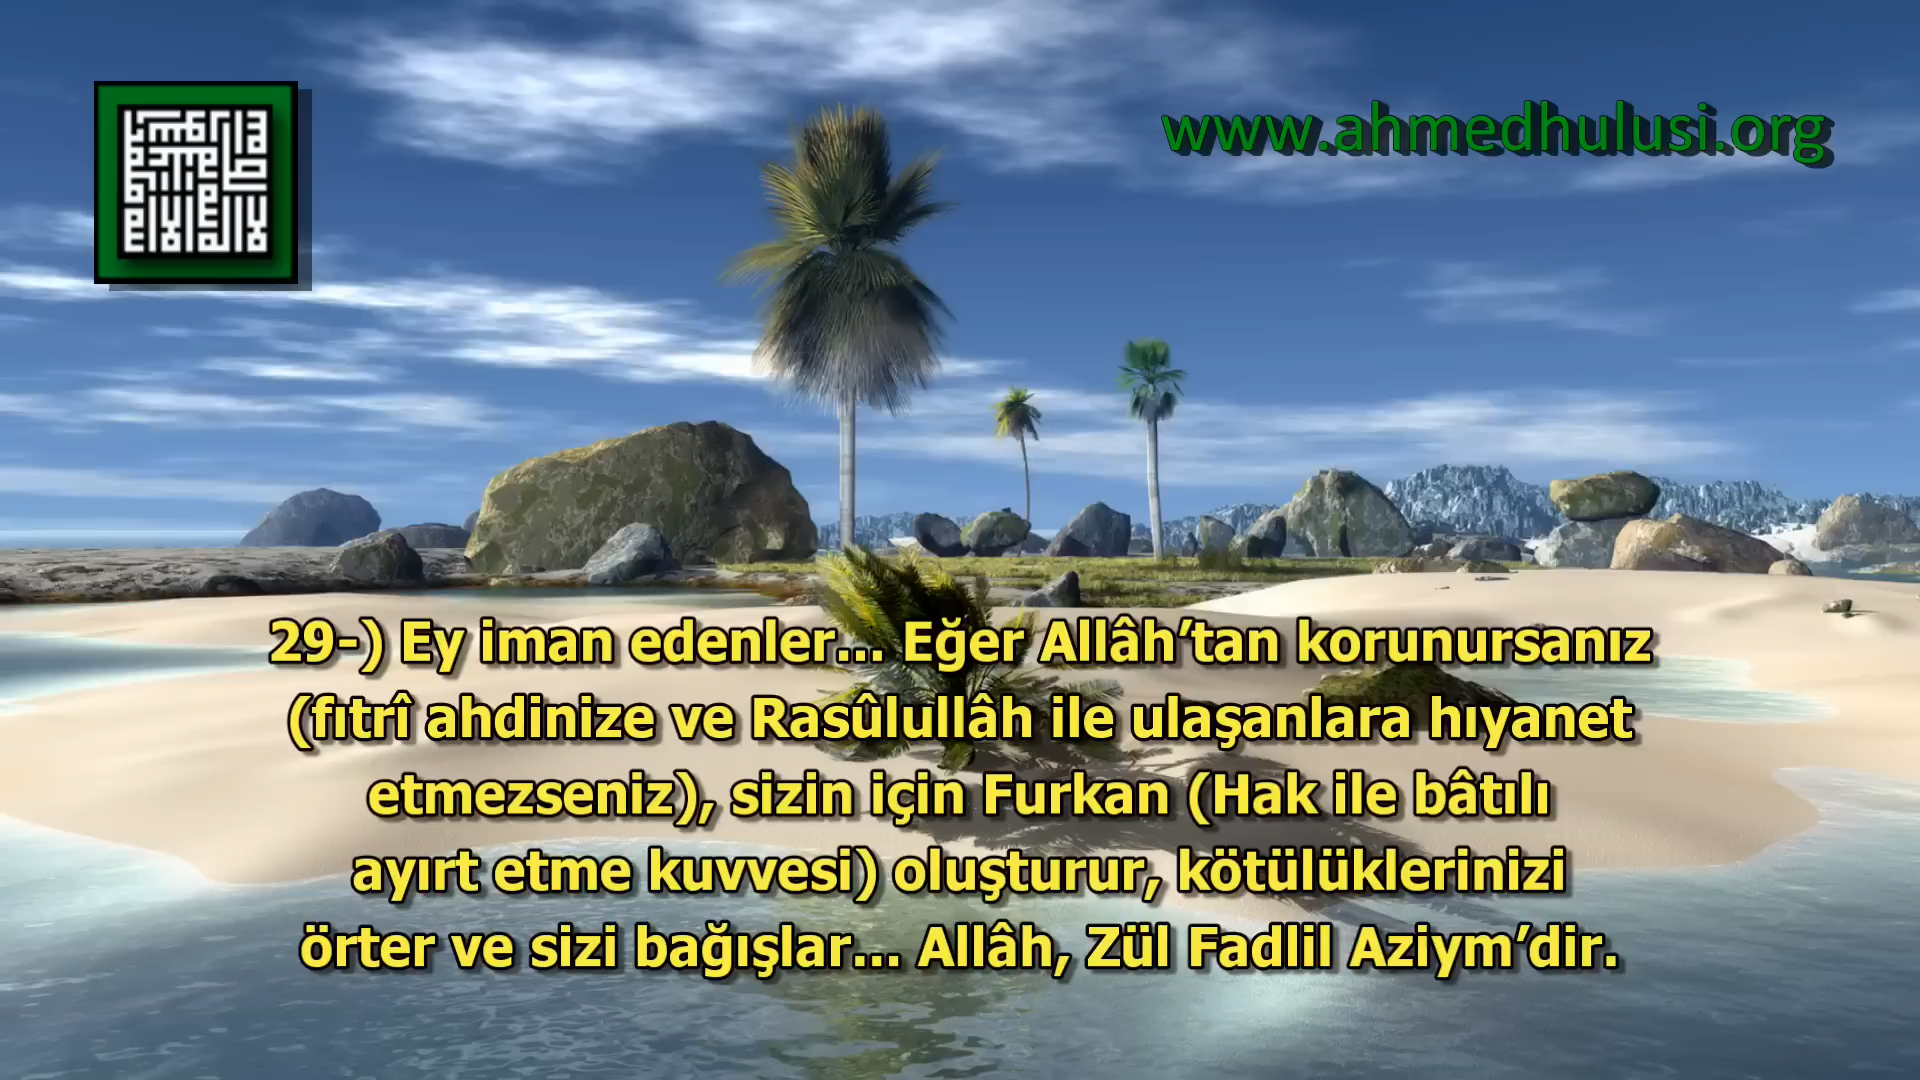 www.ahmedhulusi.org
29-) Ey iman edenler... Eğer Allâh’tan korunursanız
(fıtrî ahdinize ve Rasûlullâh ile ulaşanlara hıyanet
etmezseniz), sizin için Furkan (Hak ile bâtılı
ayırt etme kuvvesi) oluşturur, kötülüklerinizi
örter ve sizi bağışlar... Allâh, Zül Fadlil Aziym’dir.